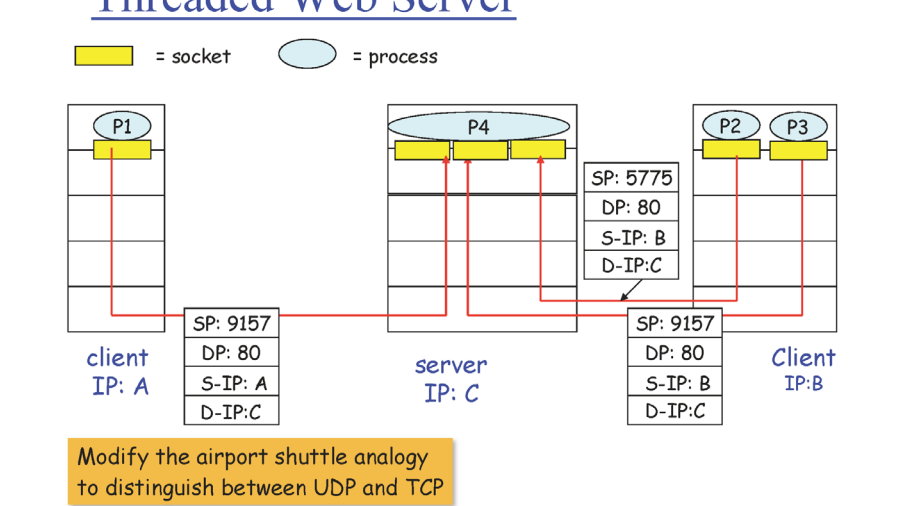 Threaded Web Server
= socket
= process
P1
P4
P2
P3
SP: 5775
DP: 80
S-IP: B
D-IP:C
SP: 9157
DP: 80
S-IP: A
D-IP:C
SP: 9157
DP: 80
S-IP: B
D-IP:C
client
IP: A
server
IP: C
Client
IP:B
Modify the airport shuttle analogy
to distinguish between UDP and TCP